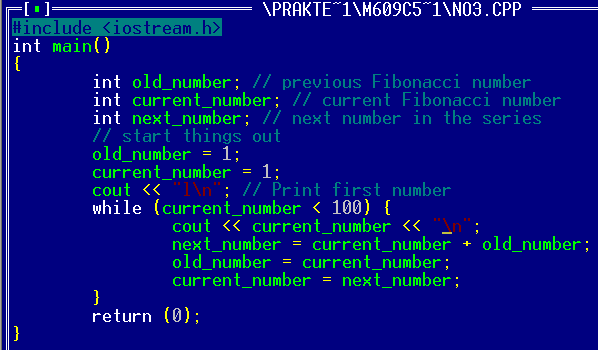 [■] \PRAKTE~1\M609C5~1\NO3.CPP
#include <iostream.h>
int main()
{
        int old_number; // previous Fibonacci number
        int current_number; // current Fibonacci number
        int next_number; // next number in the series
        // start things out
        old_number = 1;
        current_number = 1;
        cout << "l\n"; // Print first number
        while (current_number < 100) {
                cout << current_number << "\n";
                next_number = current_number + old_number;
                old_number = current_number;
                current_number = next_number;
        }
        return (0);
}